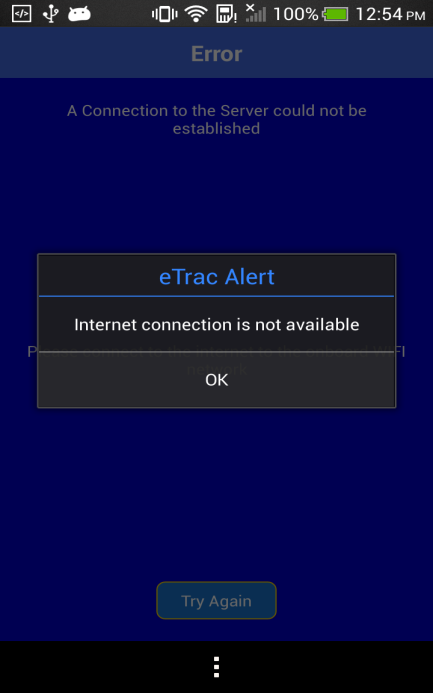 100% 12:54 PM
Error
A Connection to the Server could not be
established
eTrac Alert
Internet connection is not available
OK
Try Again